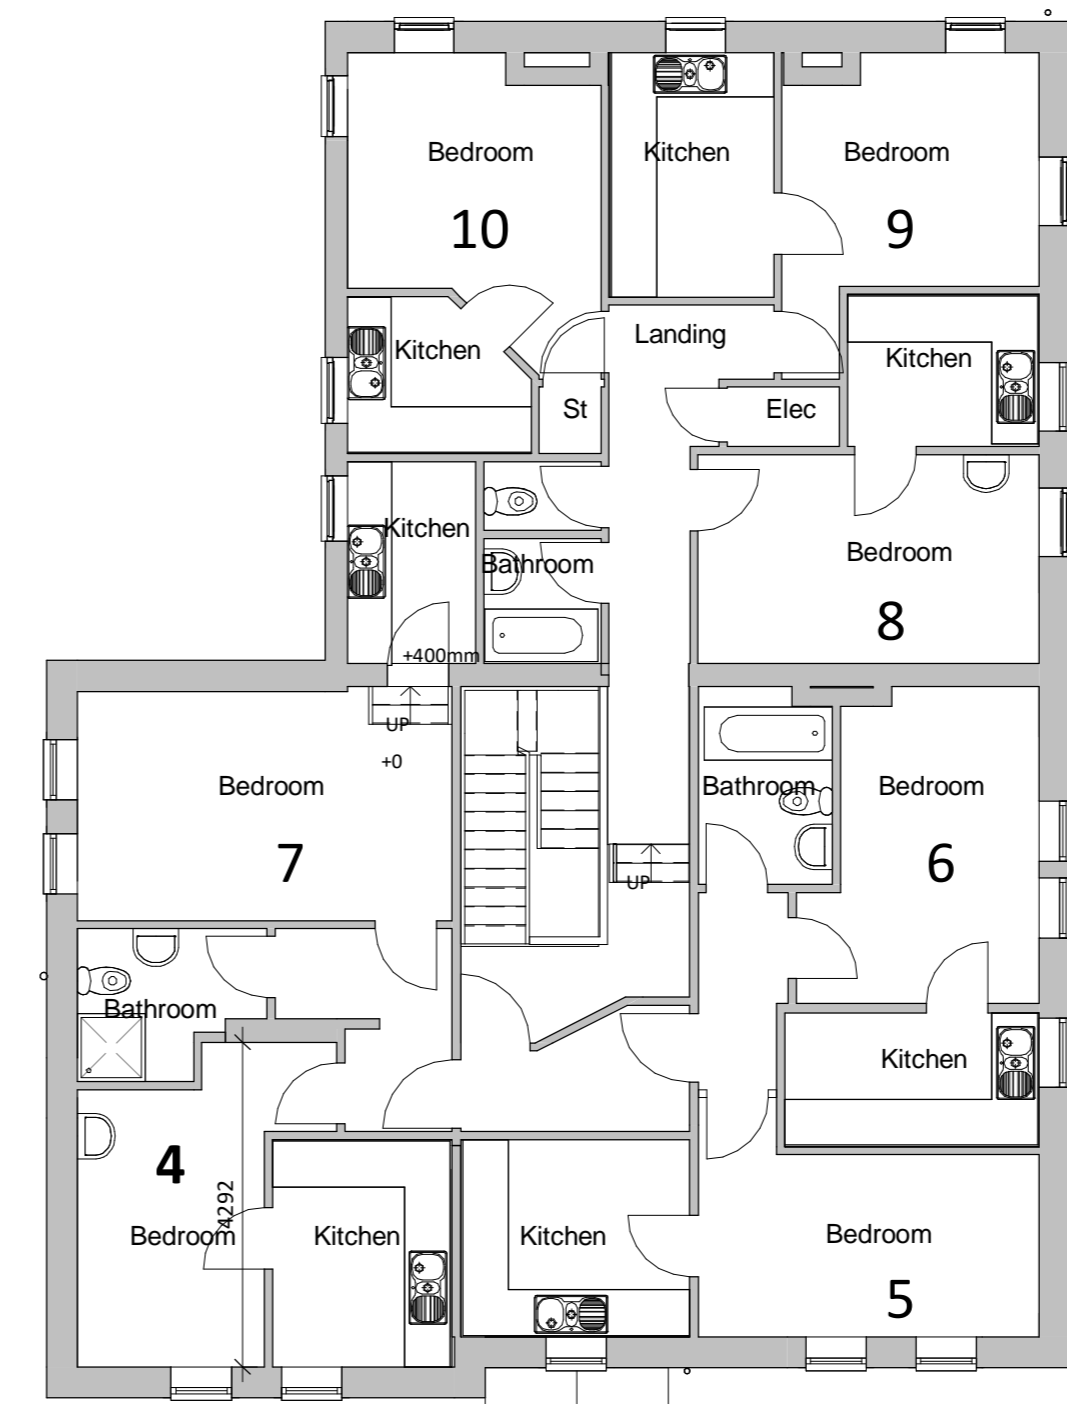 Bedroom
Kitchen
Bedroom
10
9
Landing
Kitchen
Kitchen
St
Elec
Kitchen
Bathroom
Bedroom
8
+400mm
UP
+0
Bedroom
Bathroom
Bedroom
7
6
UP
Bathroom
Kitchen
4
4292
Bedroom
Kitchen
Kitchen
Bedroom
5